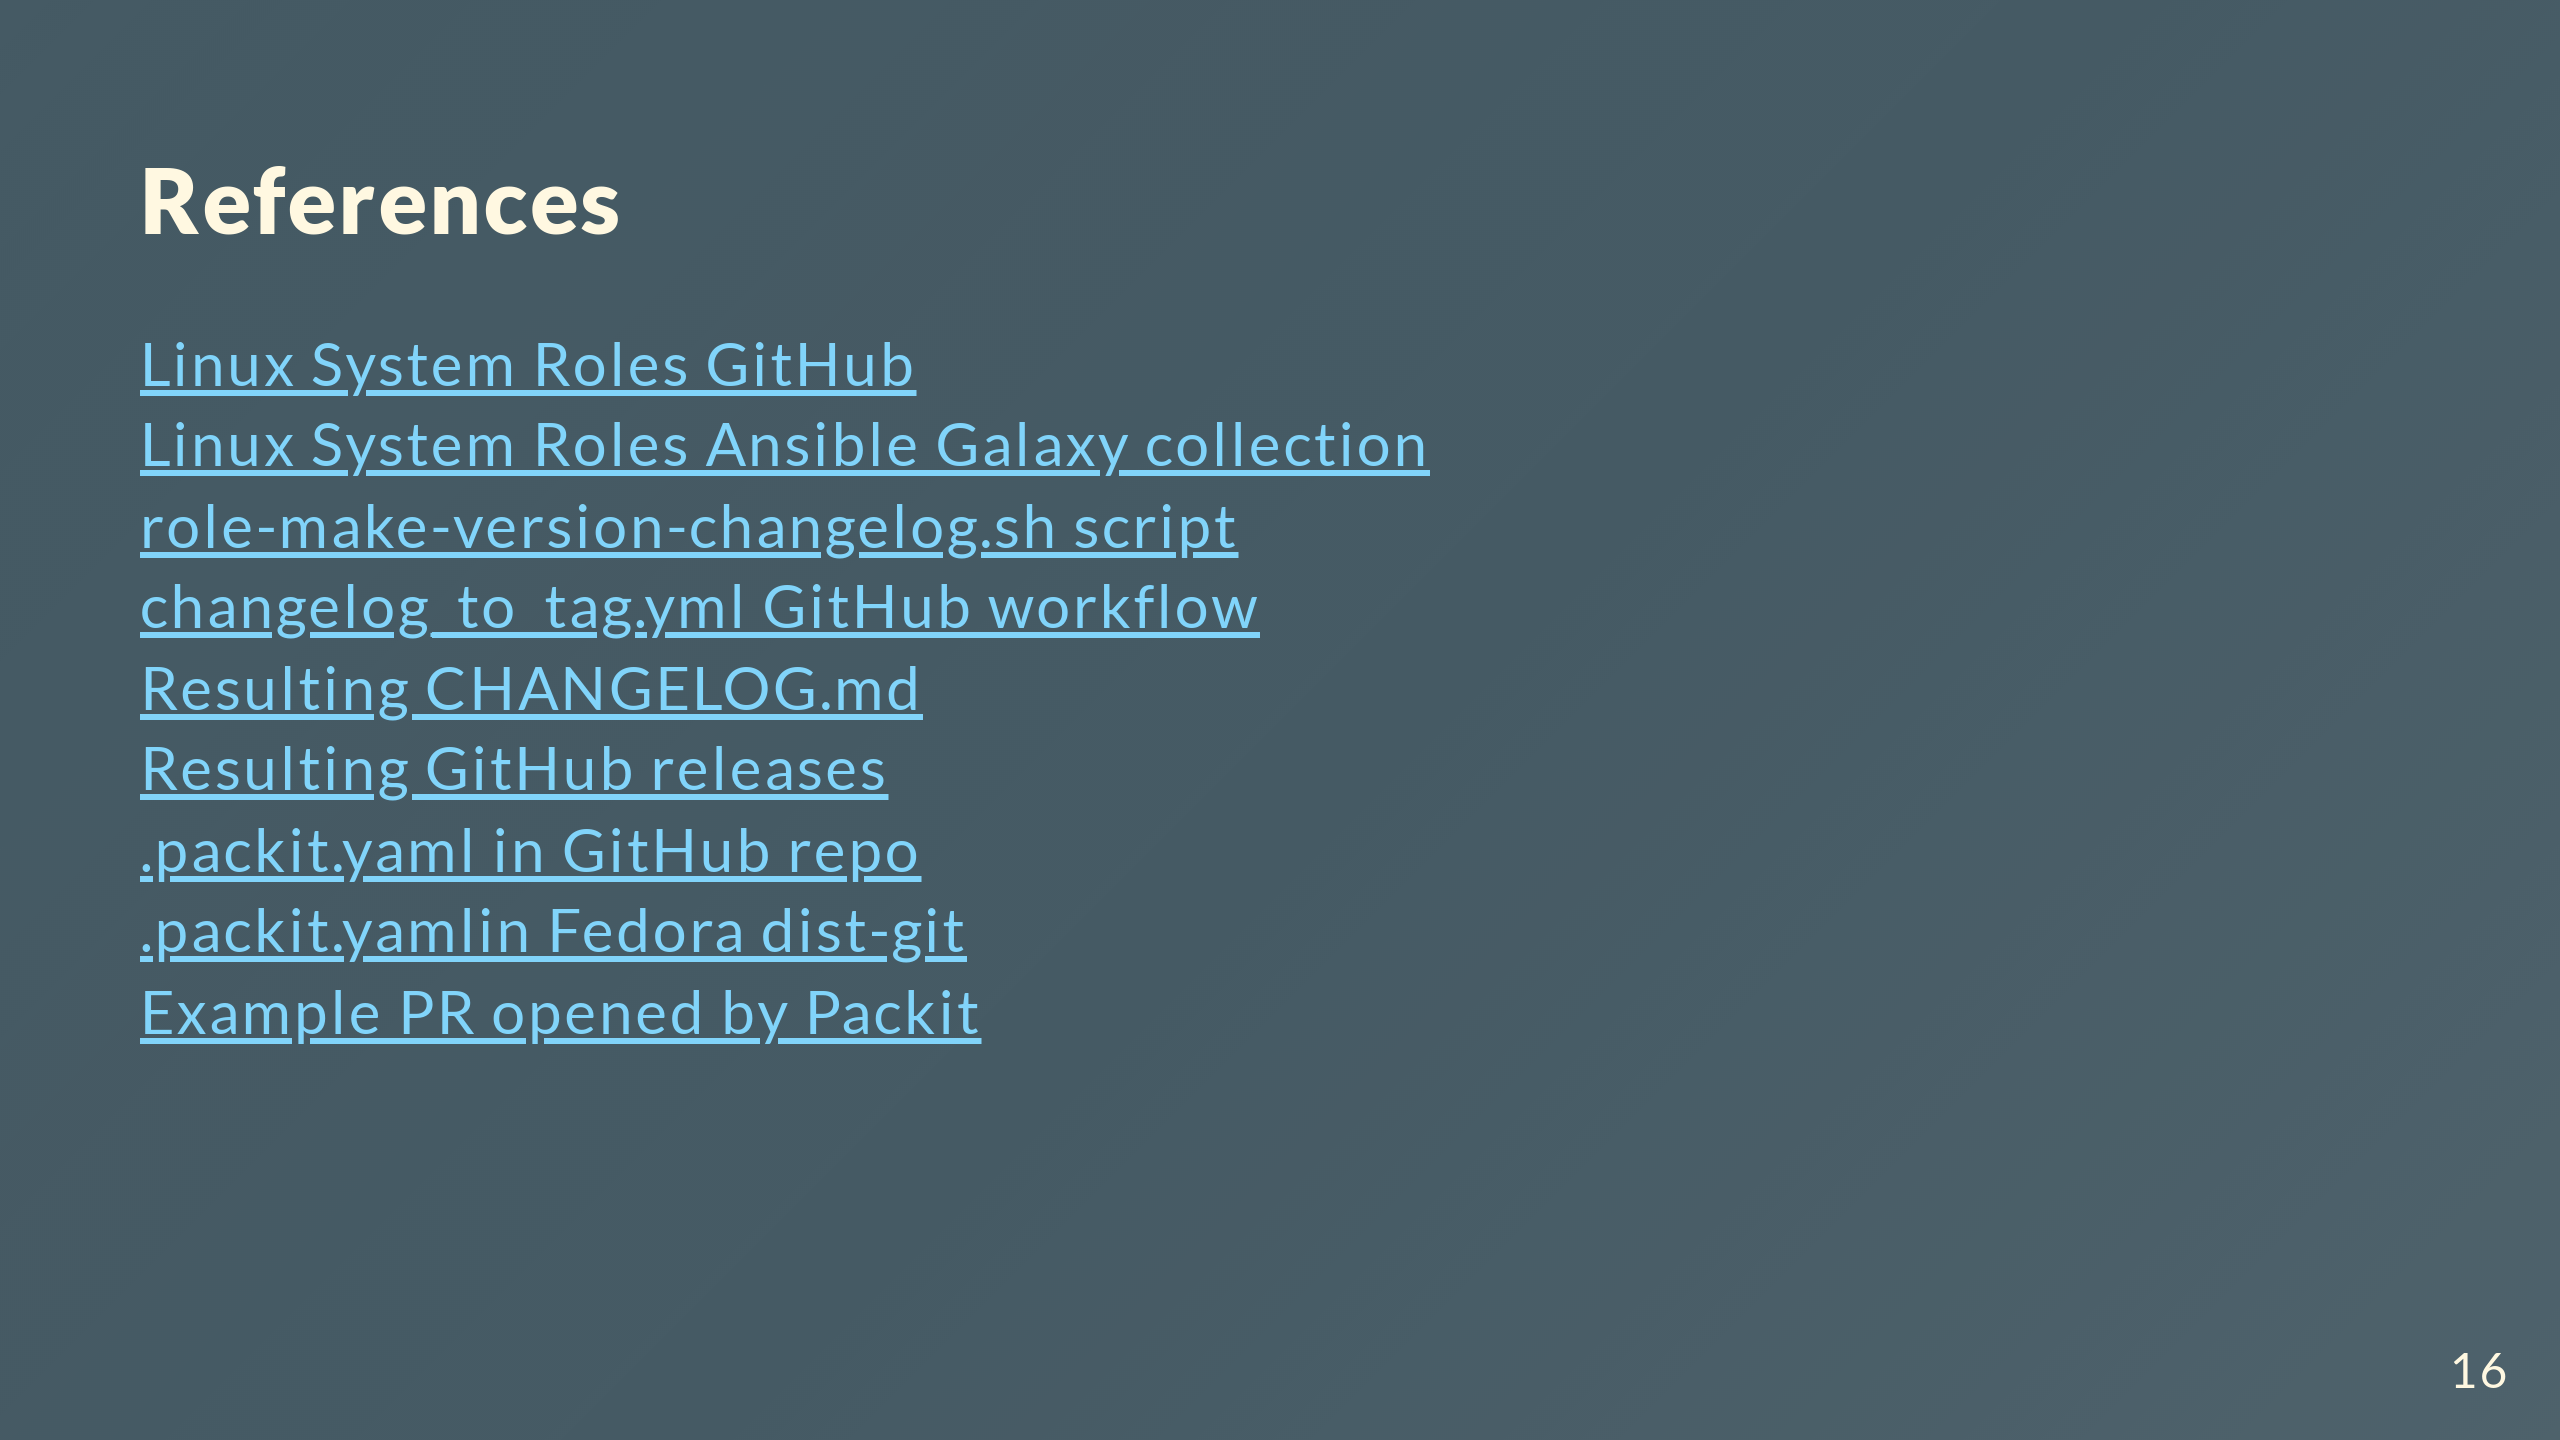 References
Linux System Roles GitHub
Linux System Roles Ansible Galaxy collection
role-make-version-changelog.sh script
changelog_to_tag.yml GitHub workflow
Resulting CHANGELOG.md
Resulting GitHub releases
.packit.yaml in GitHub repo
.packit.yamlin Fedora dist-git
Example PR opened by Packit
16